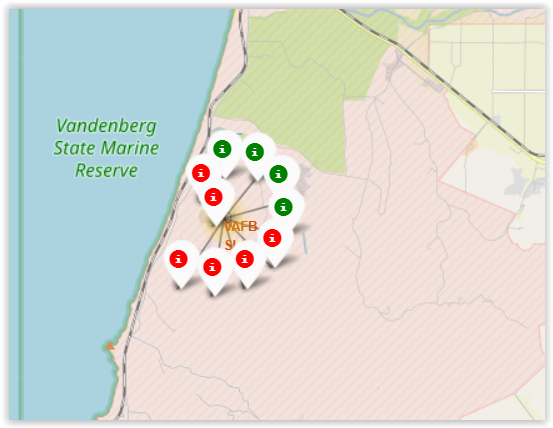 Vandenberg
State Marine
Reserve
VAFB